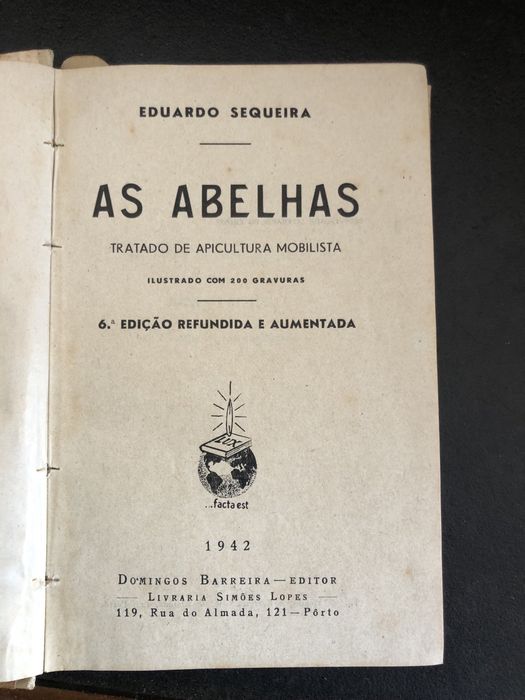 EDUARDO SEQUEIRA
AS ABELHAS
TRATADO DE APICULTURA MOBILISTA
ILUSTRADO COM 200 GRAVURAS
6.ª EDIÇÃO REFUNDIDA E AUMENTADA
LUX
...facta est
1942
DOMINGOS BARREIRA — EDITOR
— LIVRARIA SIMÕES LOPES —
119, Rua do Almada, 121 — Pôrto